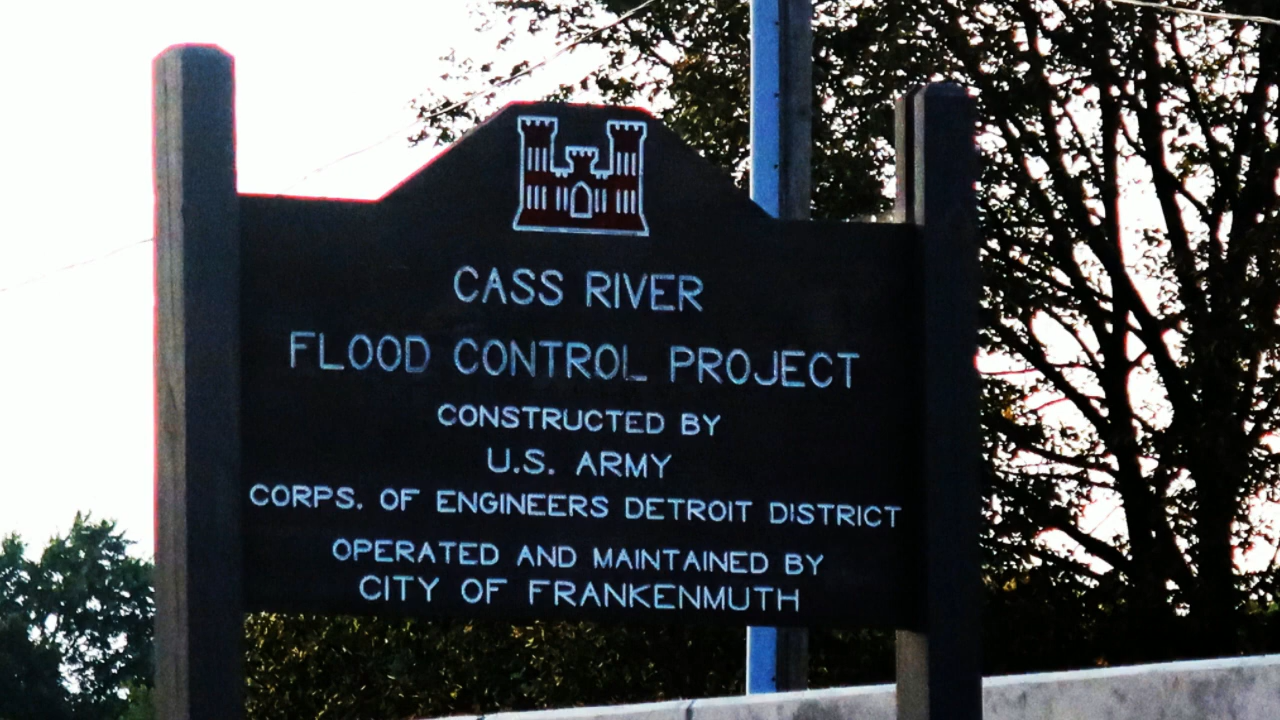 CASS RIVER
FLOOD CONTROL PROJECT
CONSTRUCTED BY
U.S. ARMY
CORPS. OF ENGINEERS DETROIT DISTRICT
OPERATED AND MAINTAINED BY
CITY OF FRANKENMUTH